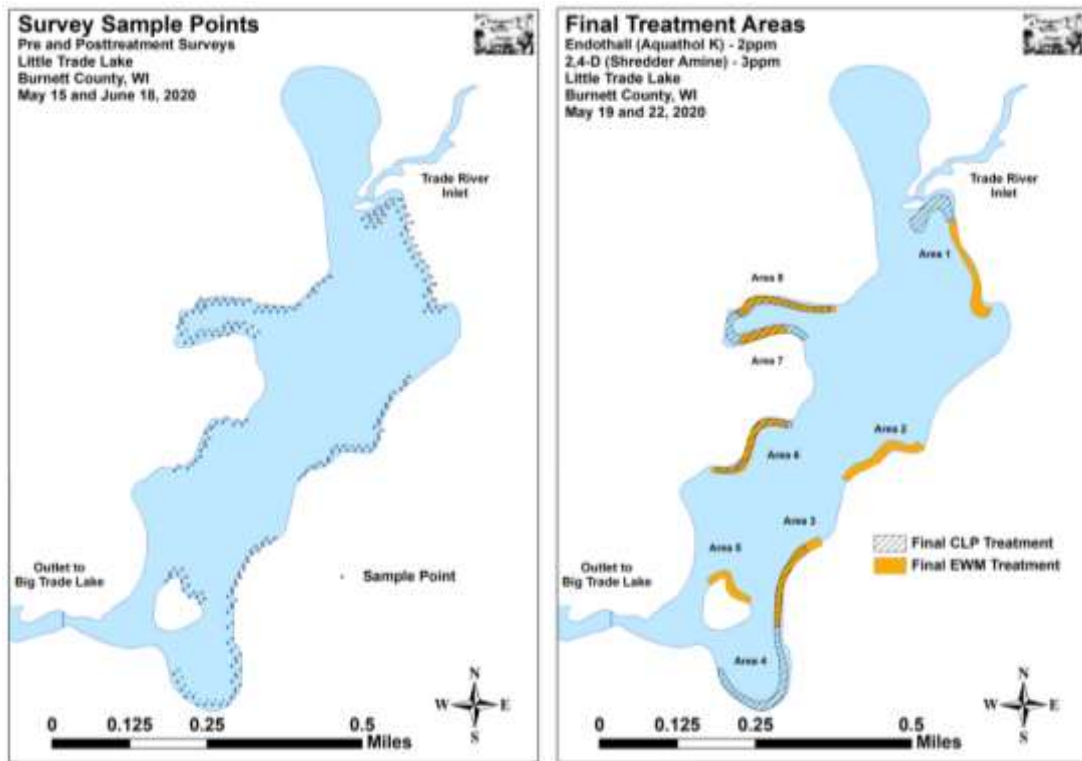 Survey Sample Points
Pre and Posttreatment Surveys
Little Trade Lake
Burnett County, WI
May 15 and June 18, 2020
Trade River
Inlet
Outlet to
Big Trade Lake
Sample Point
N
W E
S
0 0.125 0.25 0.5
Miles
Final Treatment Areas
Endothall (Aquathol K) - 2ppm
2,4-D (Shredder Amine) - 3ppm
Little Trade Lake
Burnett County, WI
May 19 and 22, 2020
Trade River
Inlet
Area 1
Area 8
Area 7
Area 2
Area 6
Area 3
Final CLP Treatment
Final EWM Treatment
Area 5
Outlet to
Big Trade Lake
Area 4
N
W E
S
0 0.125 0.25 0.5
Miles